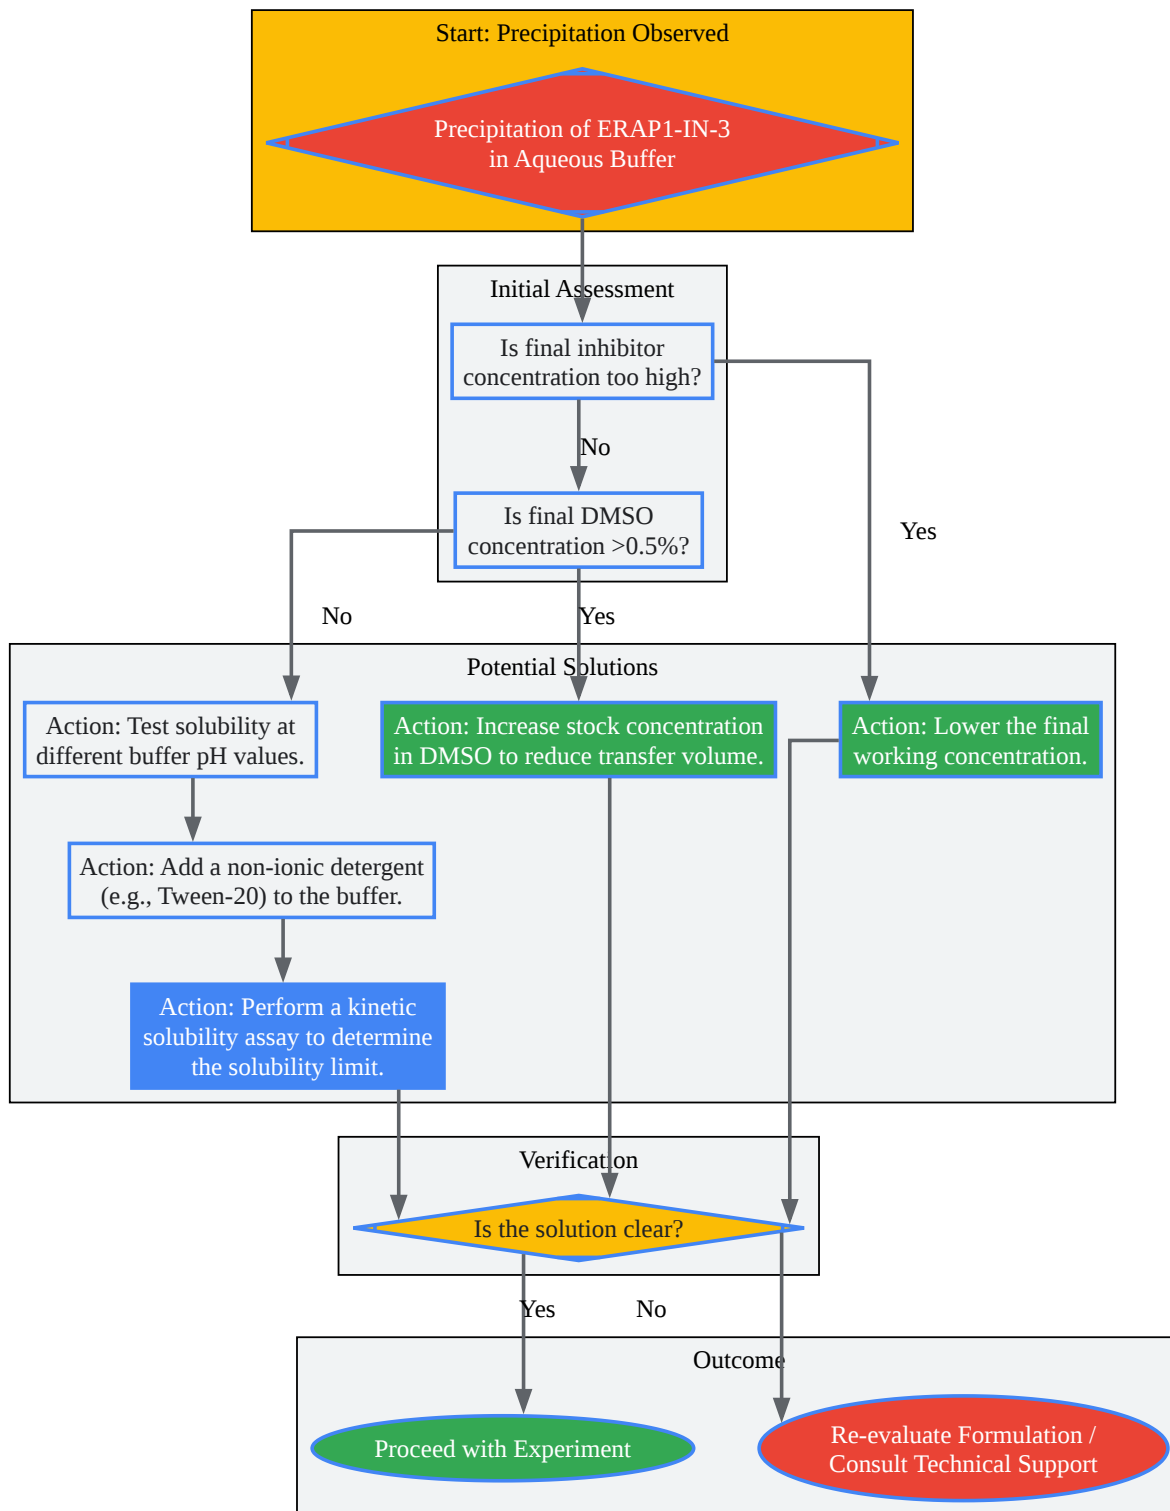 Start: Precipitation Observed
Precipitation of ERAP1-IN-3
in Aqueous Buffer
Initial Assessment
Is final inhibitor
concentration too high?
No
Is final DMSO
concentration >0.5%?
Yes
No
Yes
Potential Solutions
Action: Test solubility at
different buffer pH values.
Action: Increase stock concentration
in DMSO to reduce transfer volume.
Action: Lower the final
working concentration.
Action: Add a non-ionic detergent
(e.g., Tween-20) to the buffer.
Action: Perform a kinetic
solubility assay to determine
the solubility limit.
Verification
Is the solution clear?
Yes
No
Outcome
Proceed with Experiment
Re-evaluate Formulation /
Consult Technical Support